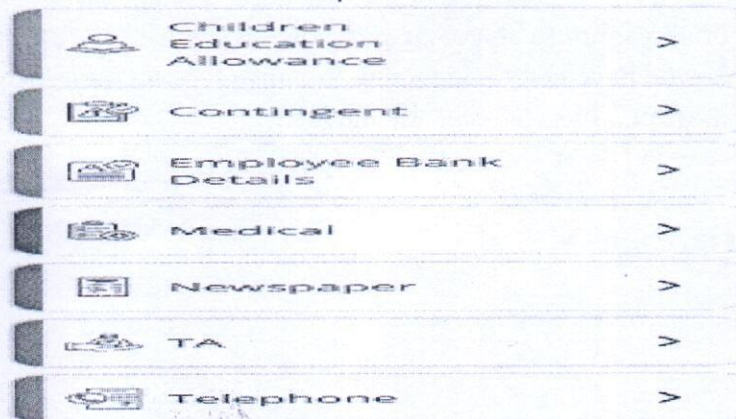 Children
Education
Allowance
>
Contingent
>
Employee Bank
Details
>
Medical
>
Newspaper
>
TA
>
Telephone
>